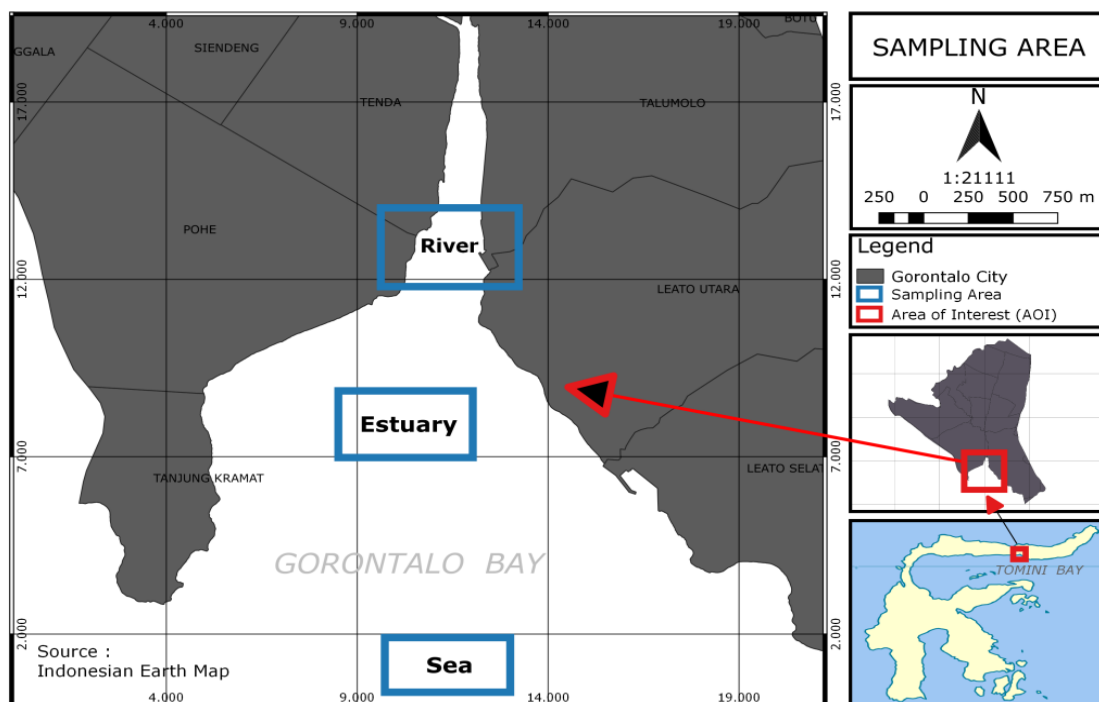 4.000
9.000
14.000
19.000
GGALA
SIENDENG
BOTU
TENDA
TALUMOLO
17.000
17.000
POHE
River
12.000
12.000
LEATO UTARA
Estuary
7.000
7.000
TANJUNG KRAMAT
LEATO SELAT
GORONTALO BAY
2.000
2.000
Source :
Indonesian Earth Map
Sea
4.000
9.000
14.000
19.000
SAMPLING AREA
N
1:21111
250 0 250 500 750 m
Legend
Gorontalo City
Sampling Area
Area of Interest (AOI)
TOMINI BAY